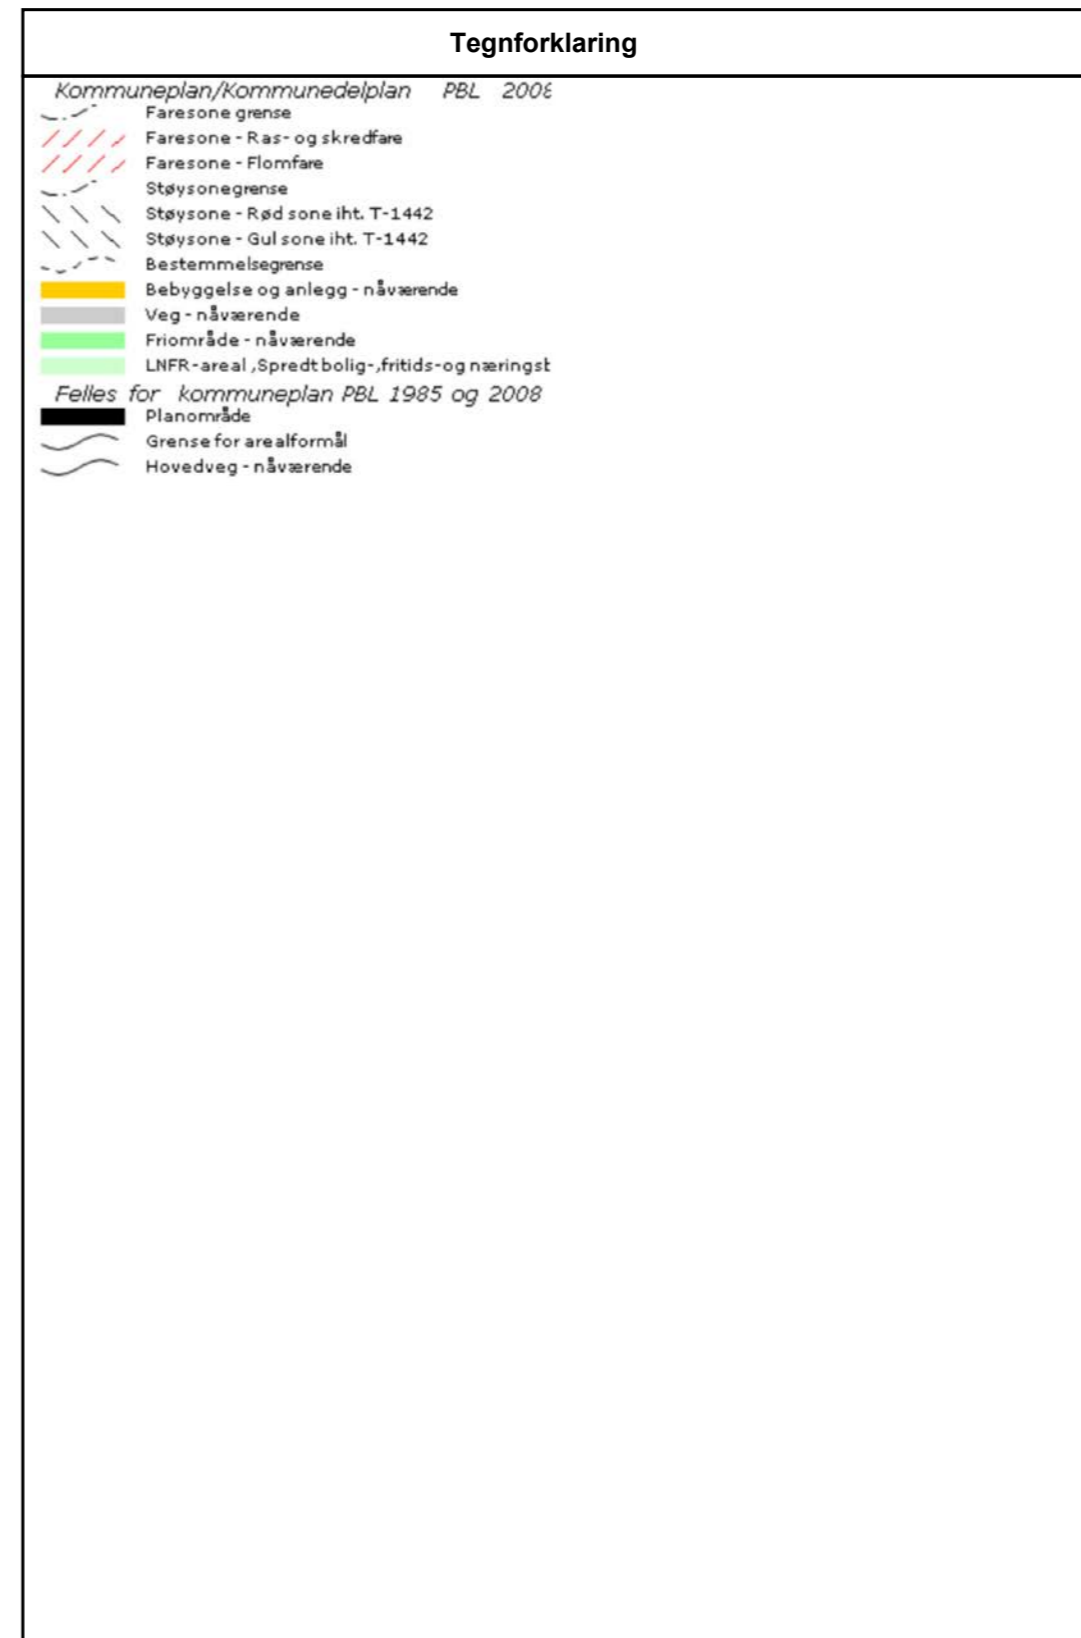 Tegnforklaring
Kommuneplan/Kommunedelplan PBL 2008
Faresone grense
Faresone - Ras- og skredfare
Faresone - Flomfare
Støysonegrense
Støysone - Rød sone iht. T-1442
Støysone - Gul sone iht. T-1442
Bestemmelsegrense
Bebyggelse og anlegg - nåværende
Veg - nåværende
Friområde - nåværende
LNFR-areal ,Spredt bolig-,fritids-og næringst
Felles for kommuneplan PBL 1985 og 2008
Planområde
Grense for arealformål
Hovedveg - nåværende